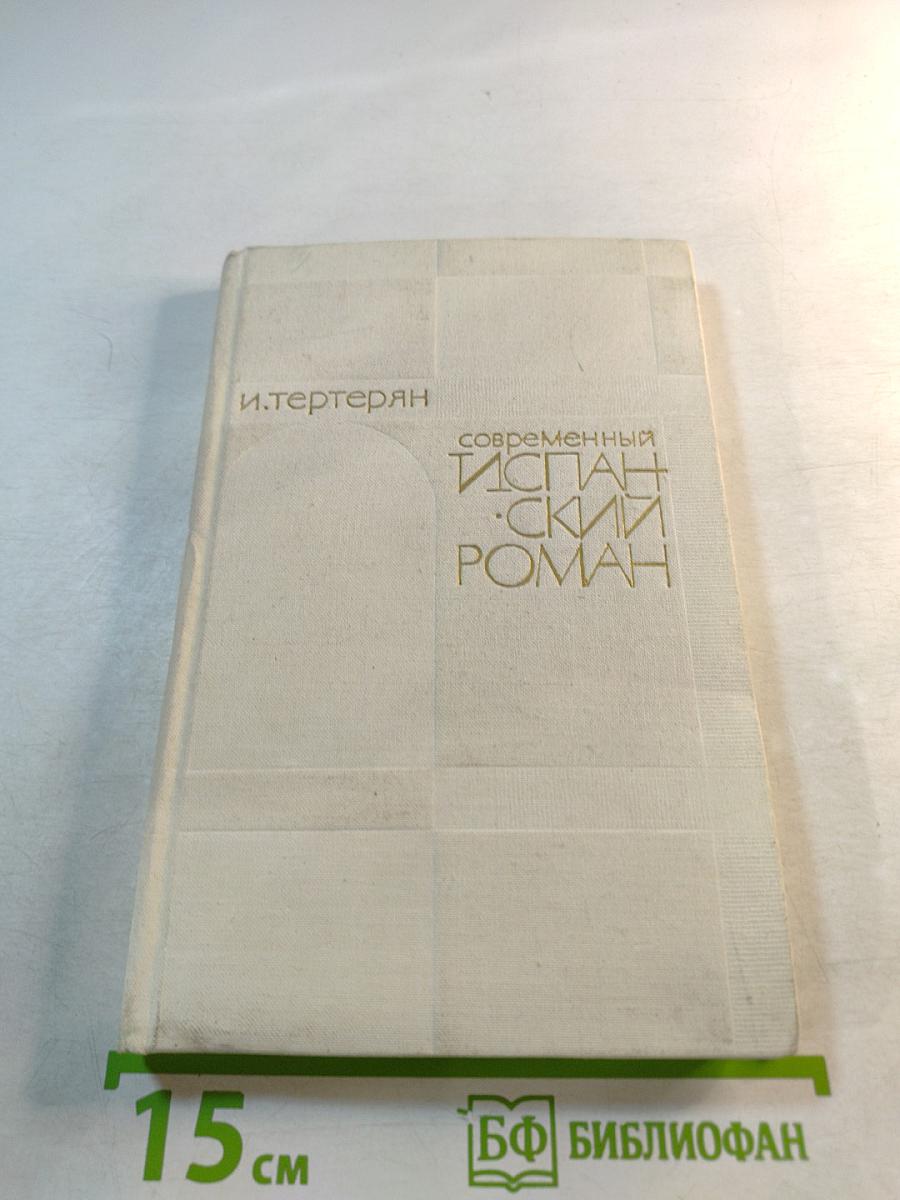 И. ТЕРТЕРЯН
СОВРЕМЕННЫЙ
ИСПАН-
СКИЙ
РОМАН
15 см
БФ БИБЛИОФАН